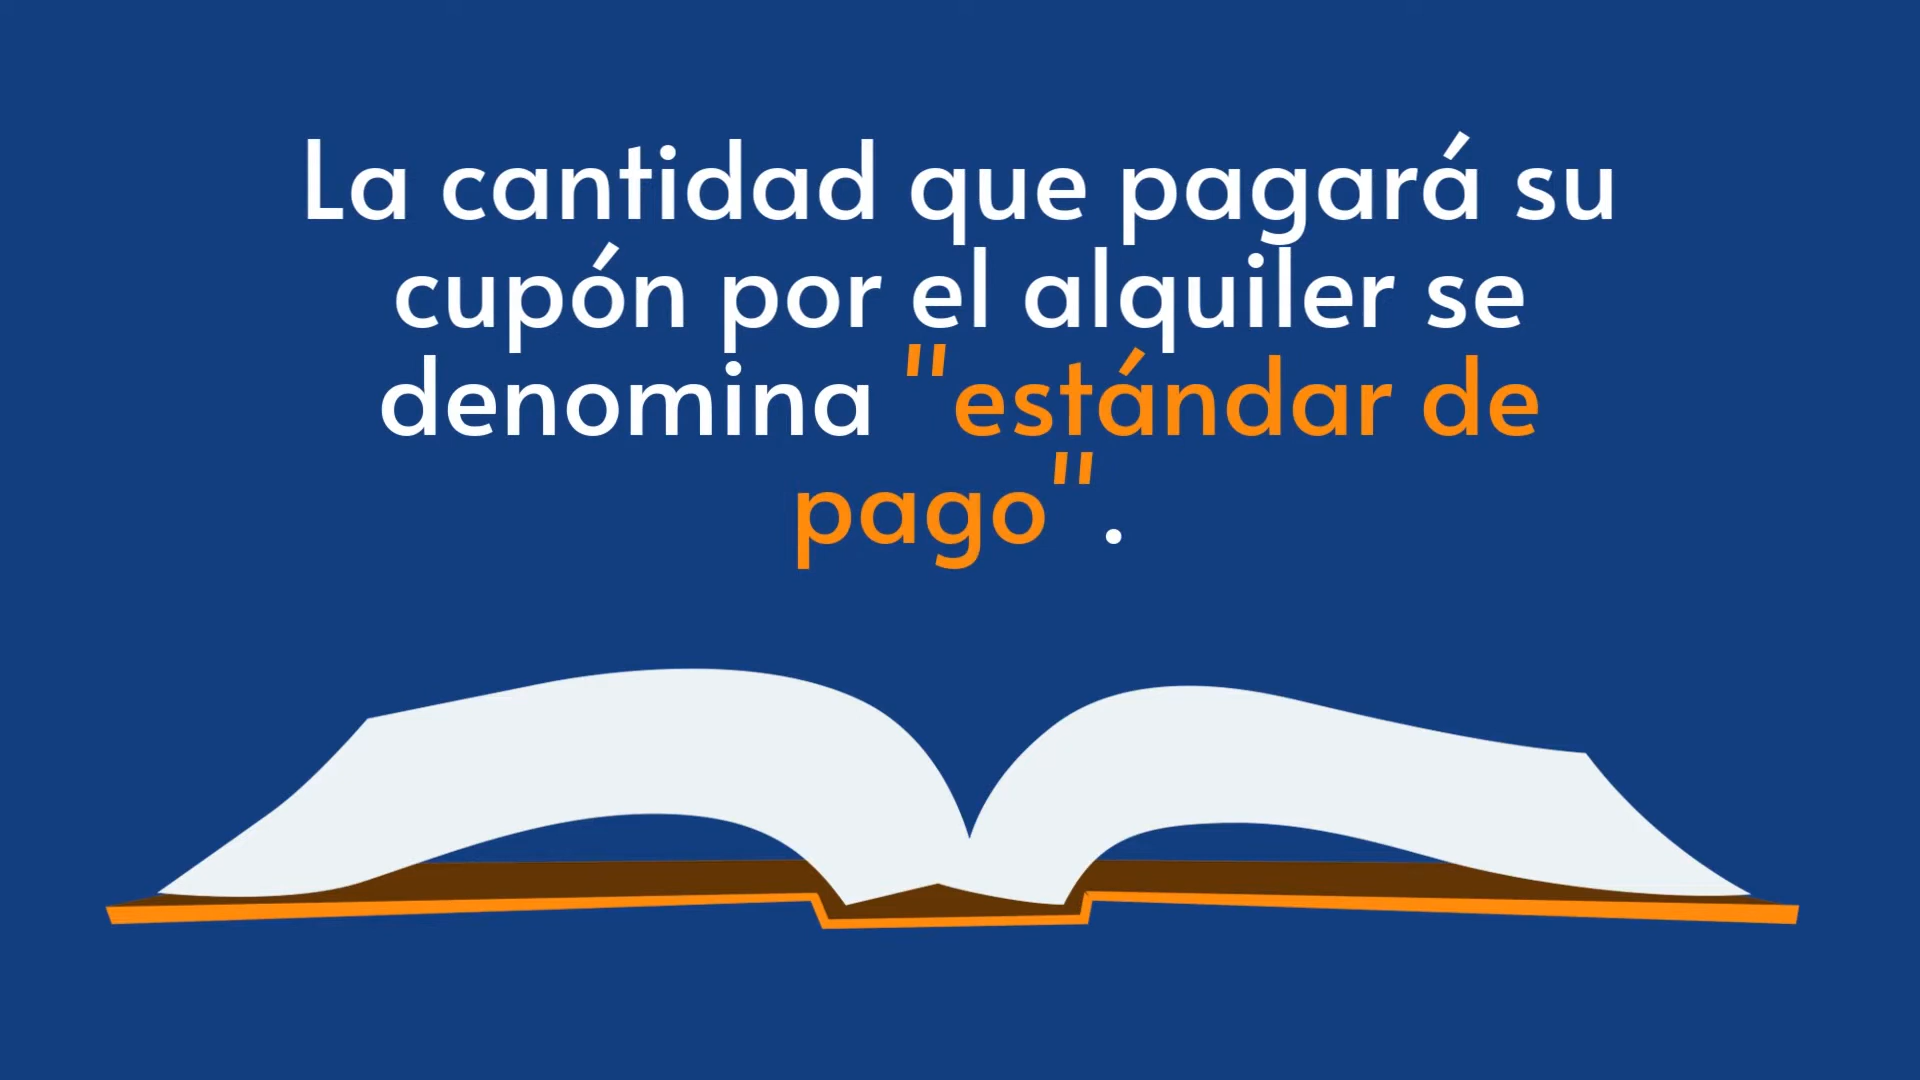 La cantidad que pagará su
cupón por el alquiler se
denomina "estándar de
pago".